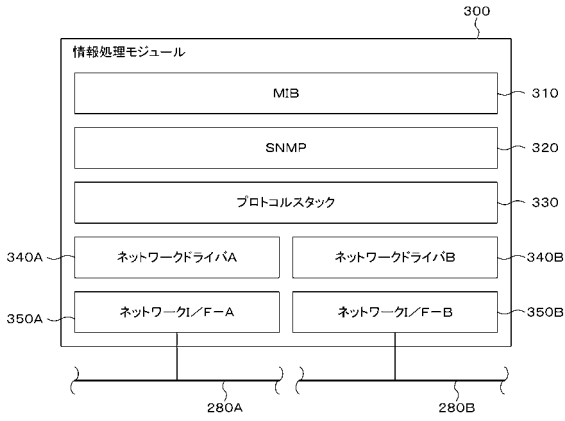 300
情報処理モジュール
MIB
310
SNMP
320
プロトコルスタック
330
340A
ネットワークドライバA
ネットワークドライバB
340B
350A
ネットワークI/F－A
ネットワークI/F－B
350B
280A
280B